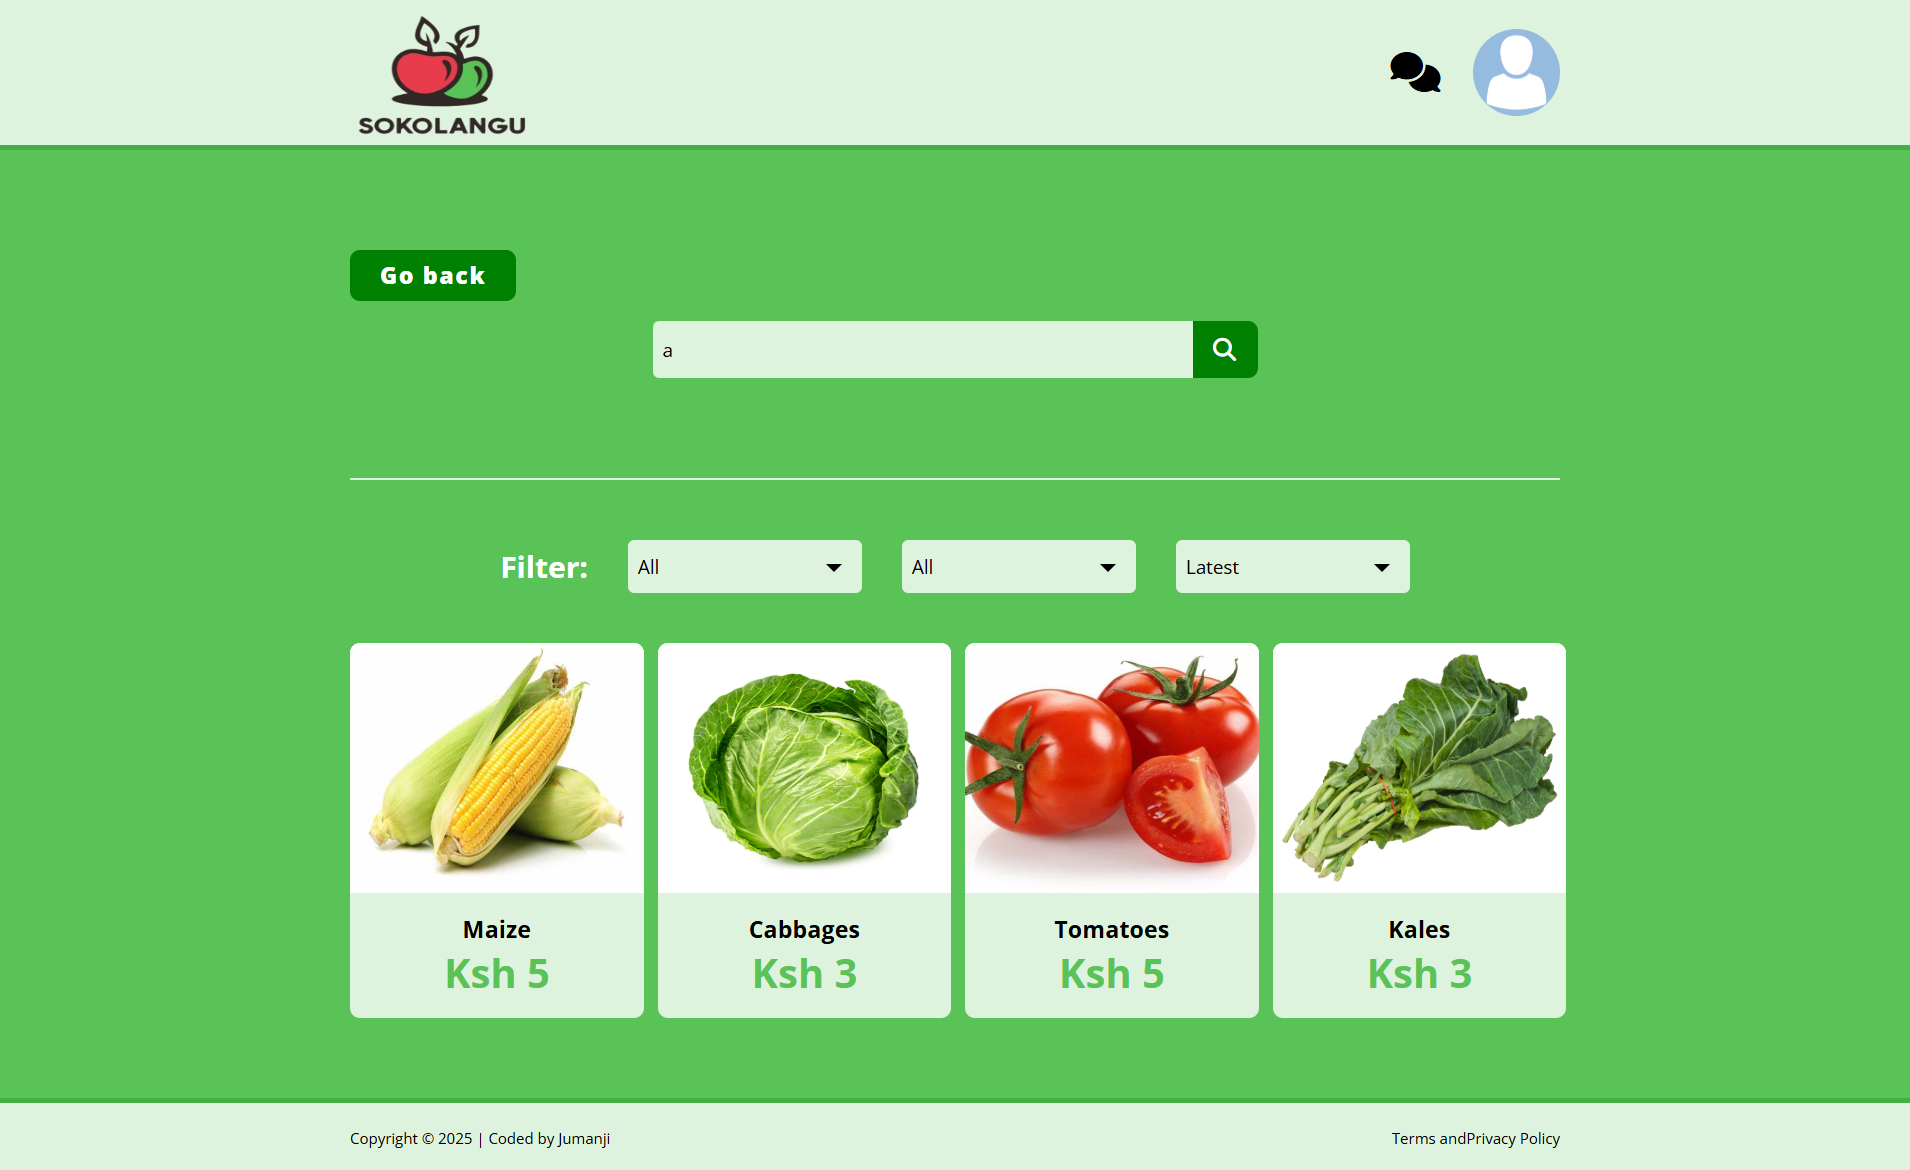 SOKOLANGU
Go back
a
Filter:
All
All
Latest
Maize
Ksh 5
Cabbages
Ksh 3
Tomatoes
Ksh 5
Kales
Ksh 3
Copyright © 2025 | Coded by Jumanji
Terms andPrivacy Policy